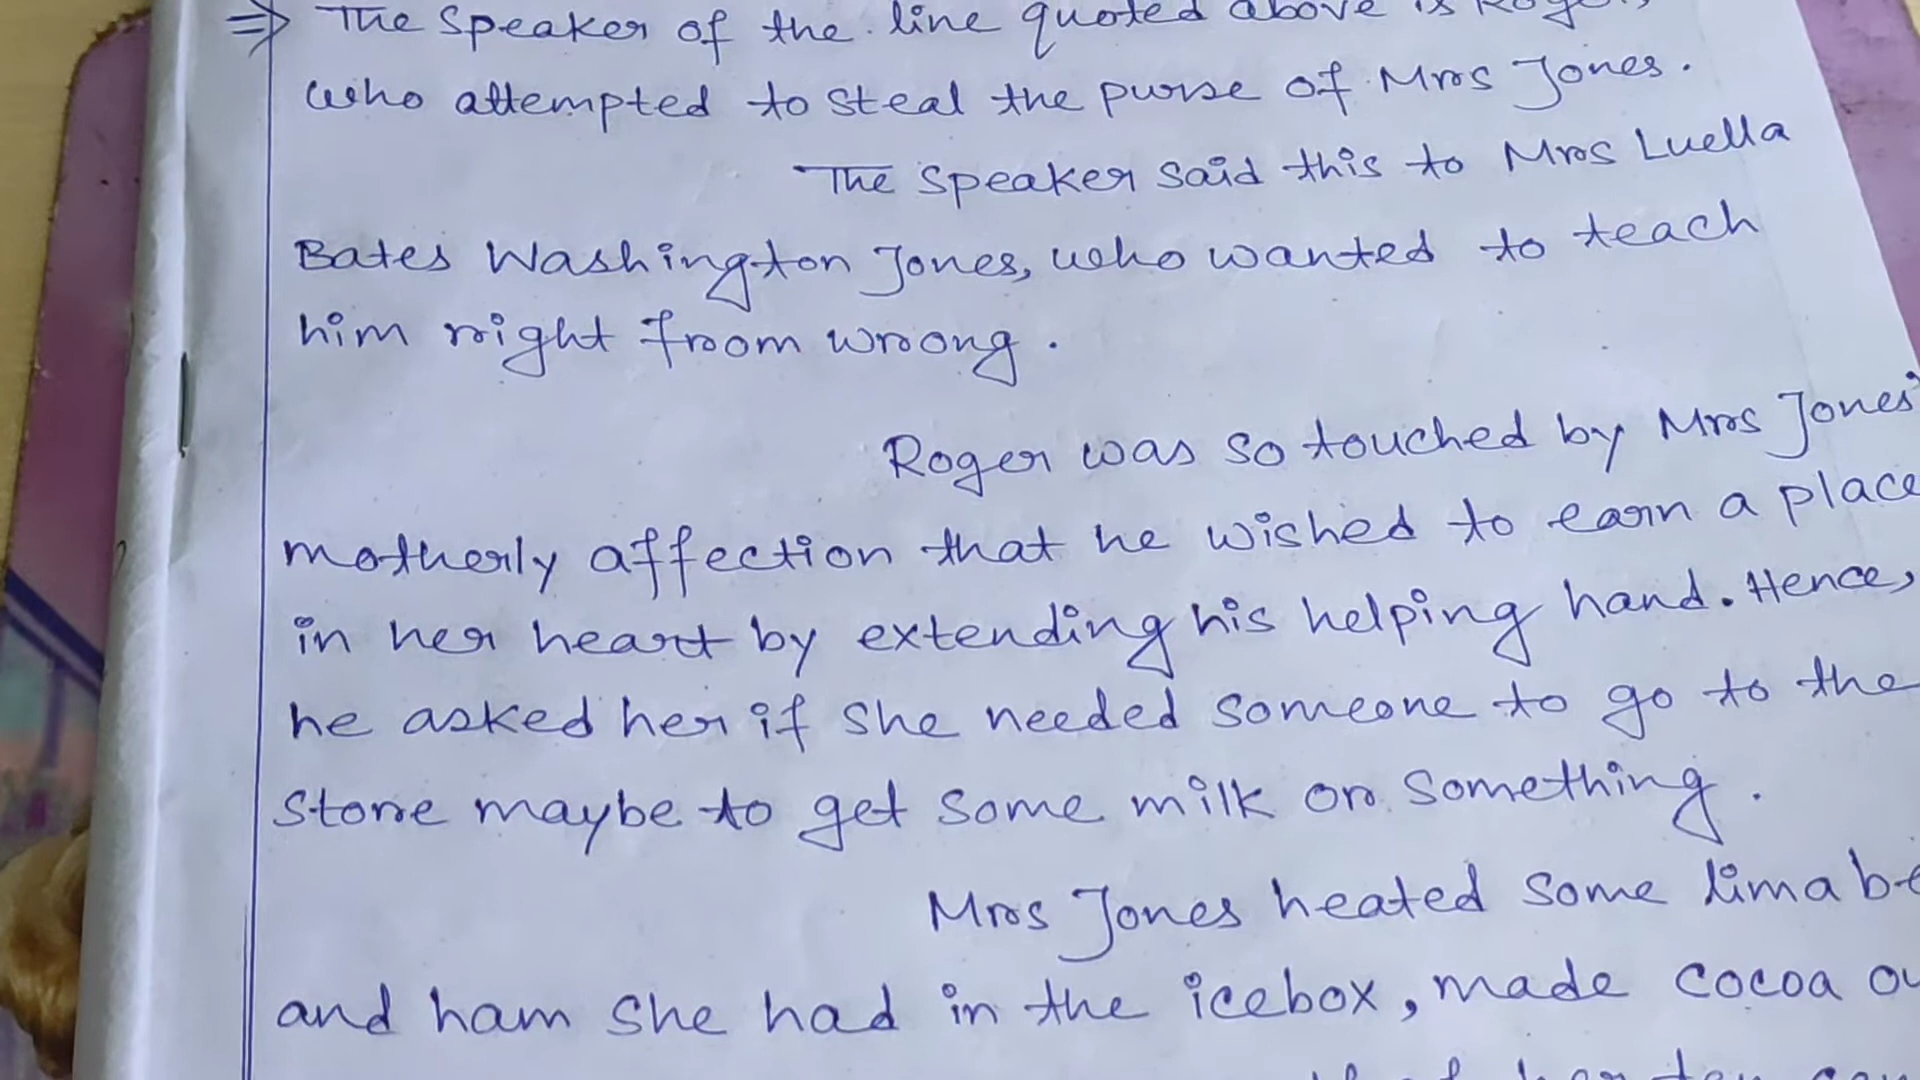 ⇒ The Speaker of the line quoted above is Roger,
who attempted to steal the purse of Mrs Jones.
The Speaker said this to Mrs Luella
Bates Washington Jones, who wanted to teach
him right from wrong.
Roger was so touched by Mrs Jones'
motherly affection that he wished to earn a place
in her heart by extending his helping hand. Hence,
he asked her if she needed someone to go to the
Store maybe to get some milk or something.
Mrs Jones heated some lima
and ham she had in the icebox, made cocoa